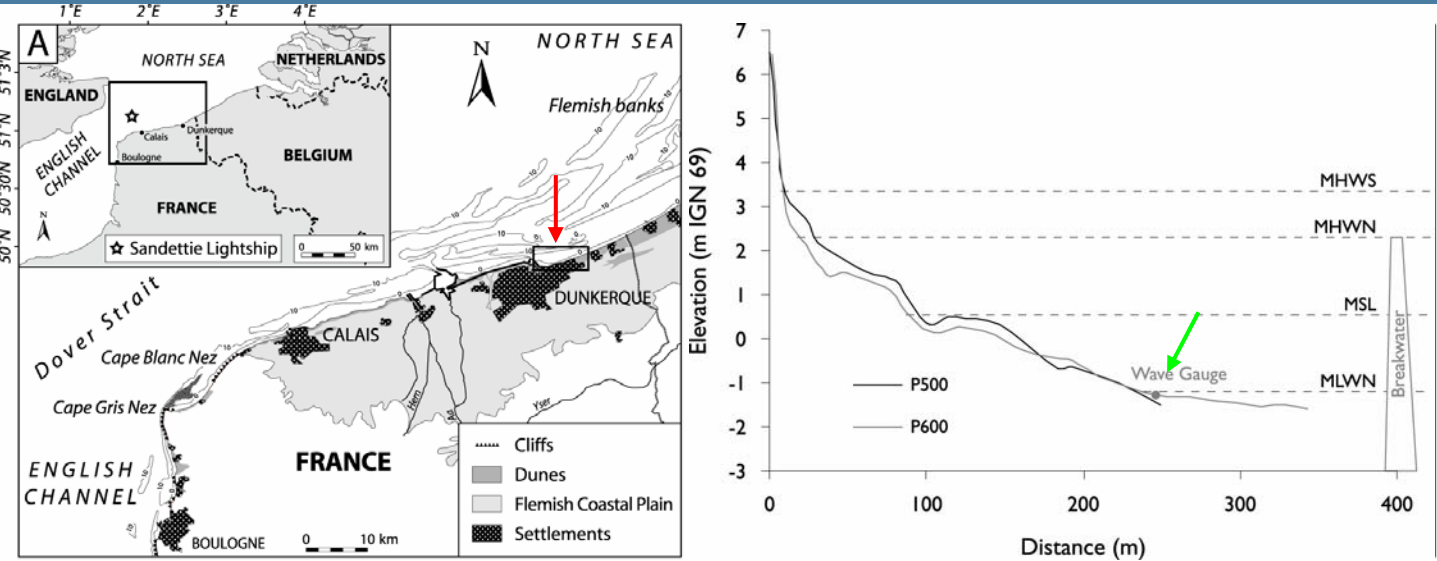 1°E 2°E 3°E 4°E
A
NORTH SEA
NETHERLANDS
ENGLAND
Calais
Dunkerque
ENGLISH
CHANNEL
Boulogne
BELGIUM
FRANCE
N
Sandettie Lightship
0 50 km
51°3'N
51°N
50°30'N
50°N
NORTH SEA
N
Flemish banks
Dover Strait
DUNKERQUE
CALAIS
Cape Blanc Nez
Cape Gris Nez
Hem
Aa
Yser
ENGLISH
CHANNEL
FRANCE
BOULOGNE
0 10 km
Cliffs
Dunes
Flemish Coastal Plain
Settlements
Elevation (m IGN 69)
7
6
5
4
3
2
1
0
-1
-2
-3
MHWS
MHWN
MSL
Wave Gauge
MLWN
Breakwater
P500
P600
0 100 200 300 400
Distance (m)